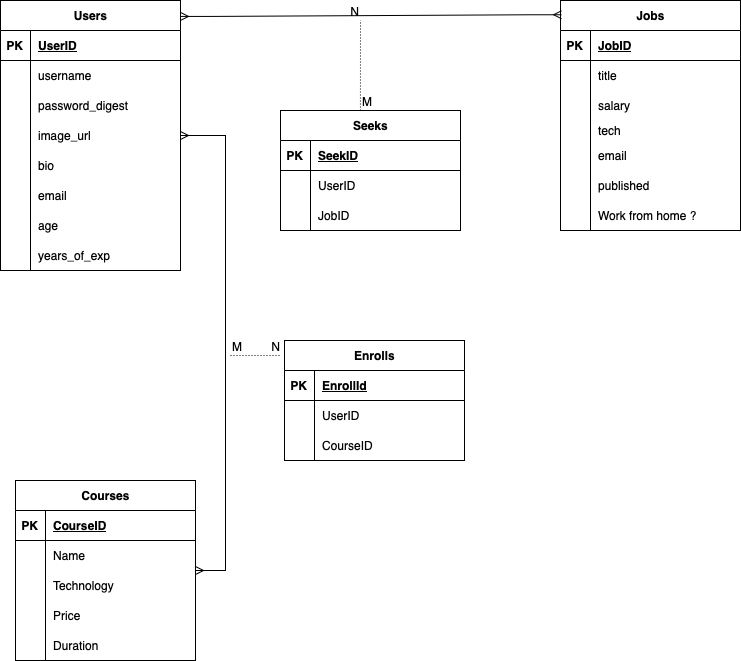 Users
PK UserID
username
password_digest
image_url
bio
email
age
years_of_exp
N
M
Jobs
PK JobID
title
salary
tech
email
published
Work from home ?
Seeks
PK SeekID
UserID
JobID
M N
Enrolls
PK EnrollId
UserID
CourseID
Courses
PK CourseID
Name
Technology
Price
Duration